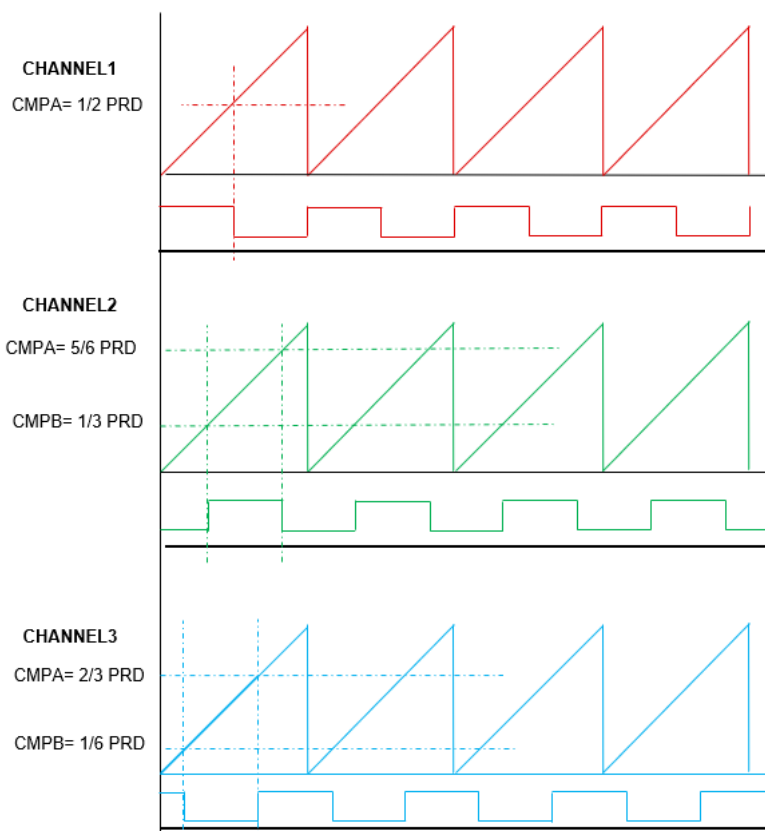 CHANNEL1
CMPA= 1/2 PRD
CHANNEL2
CMPA= 5/6 PRD
CMPB= 1/3 PRD
CHANNEL3
CMPA= 2/3 PRD
CMPB= 1/6 PRD